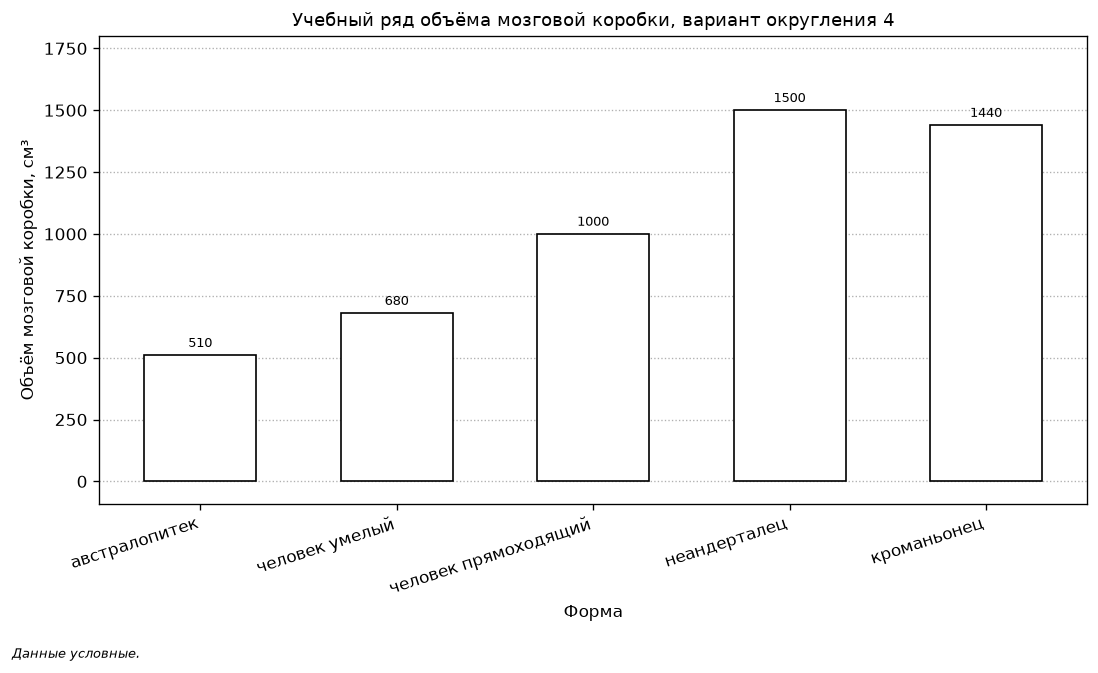 Учебный ряд объёма мозговой коробки, вариант округления 4
Объём мозговой коробки, см³
1750
1500
1250
1000
750
500
250
0
510
680
1000
1500
1440
австралопитек
человек умелый
человек прямоходящий
неандерталец
кроманьонец
Форма
Данные условные.